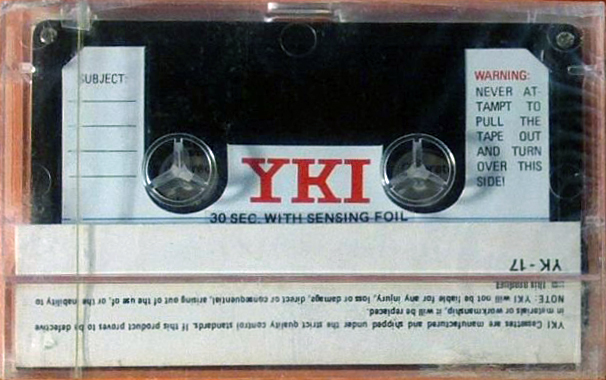 SUBJECT:
WARNING:
NEVER AT-
TAMPT TO
PULL THE
TAPE OUT
AND TURN
OVER THIS
SIDE!
YKI
30 SEC. WITH SENSING FOIL
YK-17
YKI Cassettes are manufactured and shipped under the strict quality control standards. If this product proves to be defective
in materials or workmanship, it will be replaced.
NOTE: YKI will not be liable for any injury, loss or damage, direct or consequential, arising out of the use of, or the inability to
this product